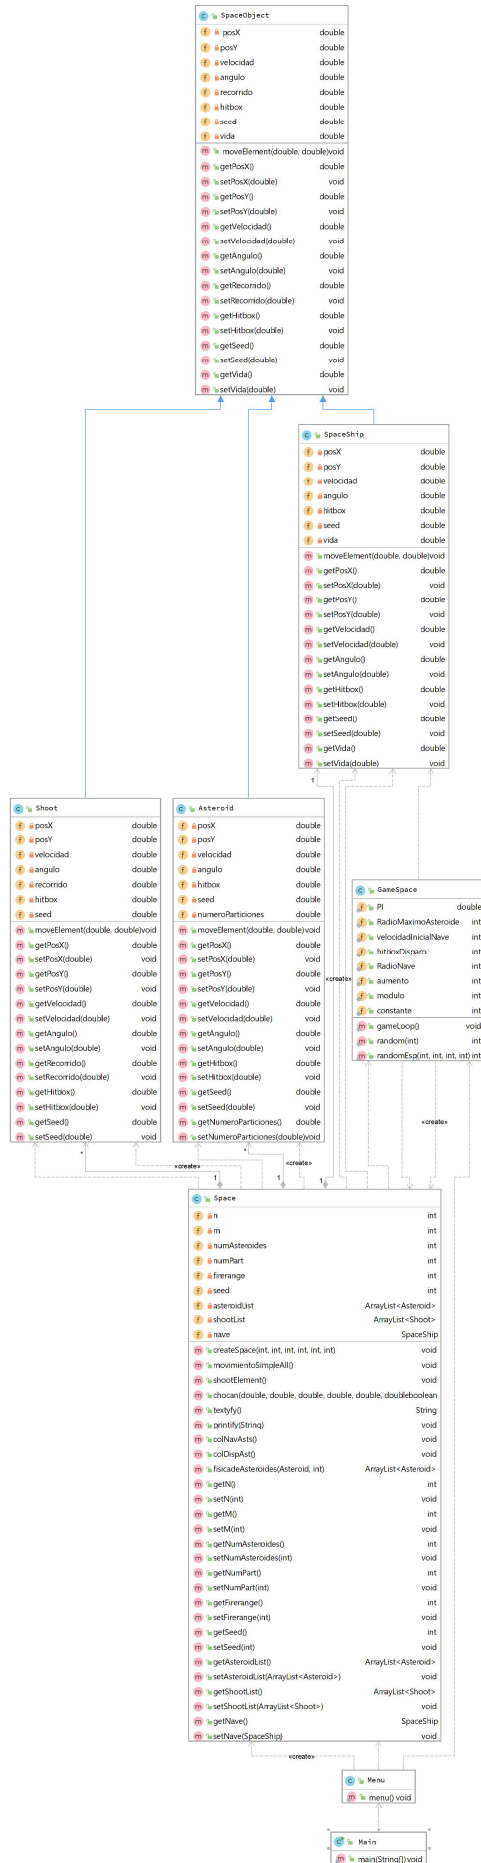 SpaceObject
posX double
posY double
velocidad double
angulo double
recorrido double
hitbox double
seed double
vida double
moveElement(double, double)void
getPosX() double
setPosX(double) void
getPosY() double
setPosY(double) void
getVelocidad() double
setVelocidad(double) void
getAngulo() double
setAngulo(double) void
getRecorrido() double
setRecorrido(double) void
getHitbox() double
setHitbox(double) void
getSeed() double
setSeed(double) void
getVida() double
setVida(double) void
SpaceShip
posX double
posY double
velocidad double
angulo double
hitbox double
seed double
vida double
moveElement(double, double)void
getPosX() double
setPosX(double) void
getPosY() double
setPosY(double) void
getVelocidad() double
setVelocidad(double) void
getAngulo() double
setAngulo(double) void
getHitbox() double
setHitbox(double) void
getSeed() double
setSeed(double) void
getVida() double
setVida(double) void
1
Shoot
posX double
posY double
velocidad double
angulo double
recorrido double
hitbox double
seed double
moveElement(double, double)void
getPosX() double
setPosX(double) void
getPosY() double
setPosY(double) void
getVelocidad() double
setVelocidad(double) void
getAngulo() double
setAngulo(double) void
getRecorrido() double
setRecorrido(double) void
getHitbox() double
setHitbox(double) void
getSeed() double
setSeed(double) void
Asteroid
posX double
posY double
velocidad double
angulo double
hitbox double
seed double
numeroParticiones double
moveElement(double, double)void
getPosX() double
setPosX(double) void
getPosY() double
setPosY(double) void
getVelocidad() double
setVelocidad(double) void
getAngulo() double
setAngulo(double) void
getHitbox() double
setHitbox(double) void
getSeed() double
setSeed(double) void
getNumeroParticiones() double
setNumeroParticiones(double)void
GameSpace
PI double
RadioMaximoAsteroide int
velocidadInicialNave int
hitboxDisparo int
RadioNave int
aumento int
modulo int
constante int
gameLoop() void
random(int) int
randomEsp(int, int, int, int) int
«create»
«create»
* «create» * «create»
1 1 1
Space
n int
m int
numAsteroides int
numPart int
firerange int
seed int
asteroidList ArrayList<Asteroid>
shootList ArrayList<Shoot>
nave SpaceShip
createSpace(int, int, int, int, int, int) void
movimientoSimpleAll() void
shootElement() void
chocan(double, double, double, double, double, doubleboolean
textyfy() String
printify(String) void
colNavAsts() void
colDispAst() void
fisicadeAsteroides(Asteroid, int) ArrayList<Asteroid>
getN() int
setN(int) void
getM() int
setM(int) void
getNumAsteroides() int
setNumAsteroides(int) void
getNumPart() int
setNumPart(int) void
getFirerange() int
setFirerange(int) void
getSeed() int
setSeed(int) void
getAsteroidList() ArrayList<Asteroid>
setAsteroidList(ArrayList<Asteroid>) void
getShootList() ArrayList<Shoot>
setShootList(ArrayList<Shoot>) void
getNave() SpaceShip
setNave(SpaceShip) void
«create»
Menu
menu() void
Main
main(String[])void